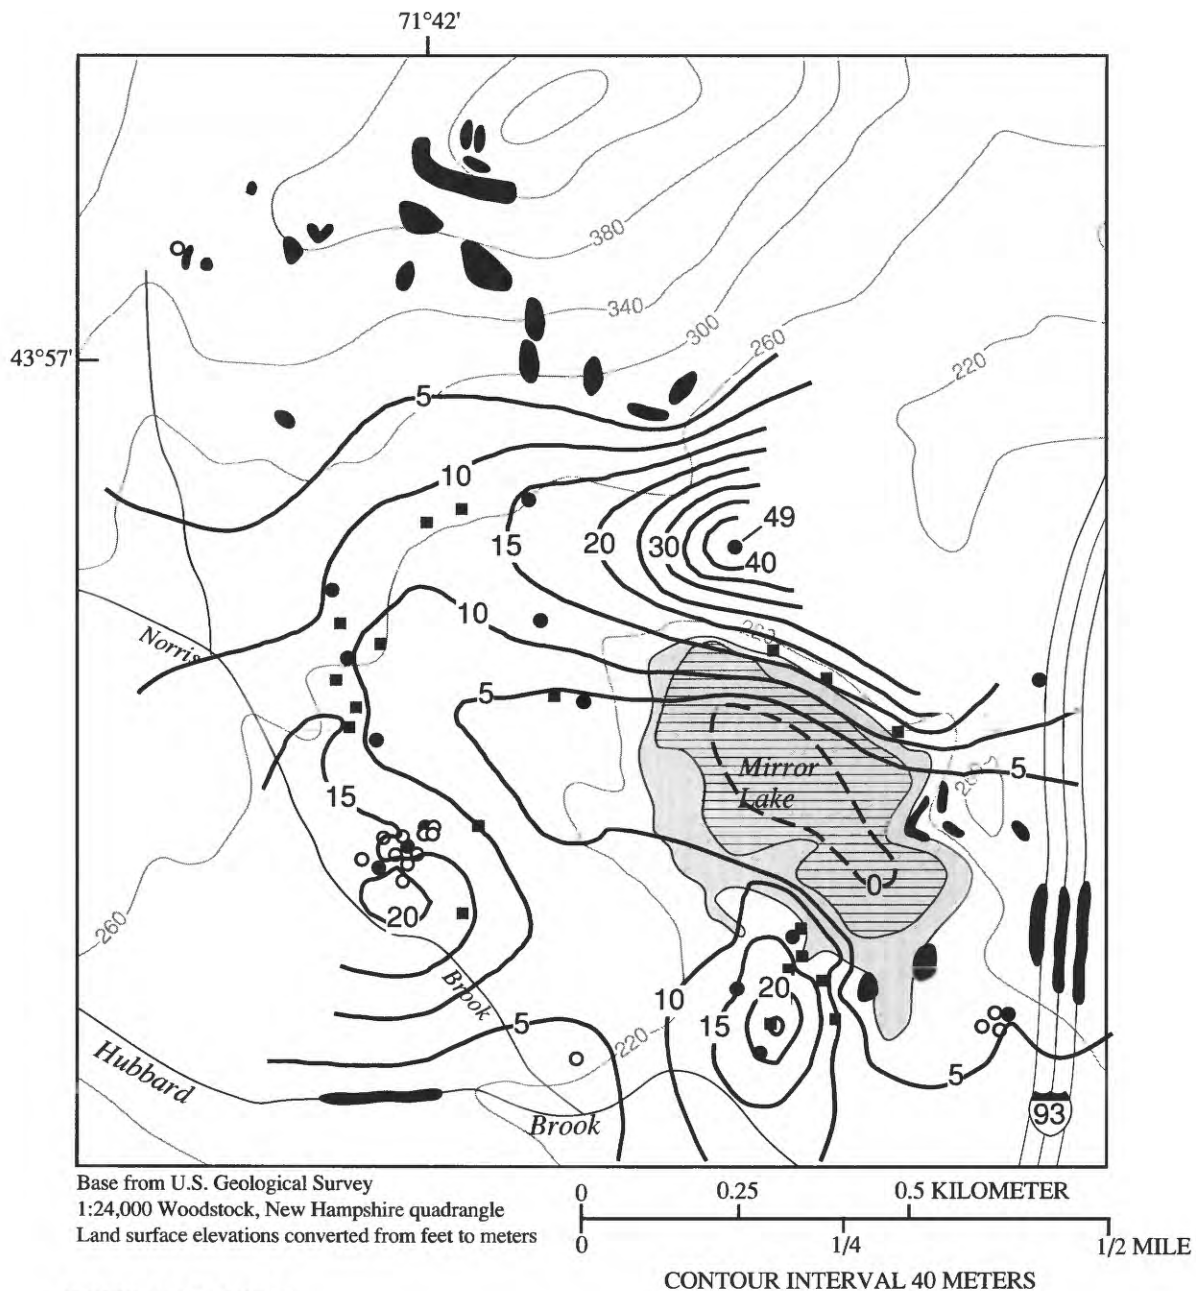 71°42'
380
340
300
260
220
43°57'
5
10
49
15
20
30
40
10
Norris
260
5
Mirror
Lake
5
260
15
0
20
260
Brook
20
10
15
5
220
5
Hubbard
93
Brook
Base from U.S. Geological Survey
1:24,000 Woodstock, New Hampshire quadrangle
Land surface elevations converted from feet to meters
0 0.25 0.5 KILOMETER
0 1/4 1/2 MILE
CONTOUR INTERVAL 40 METERS